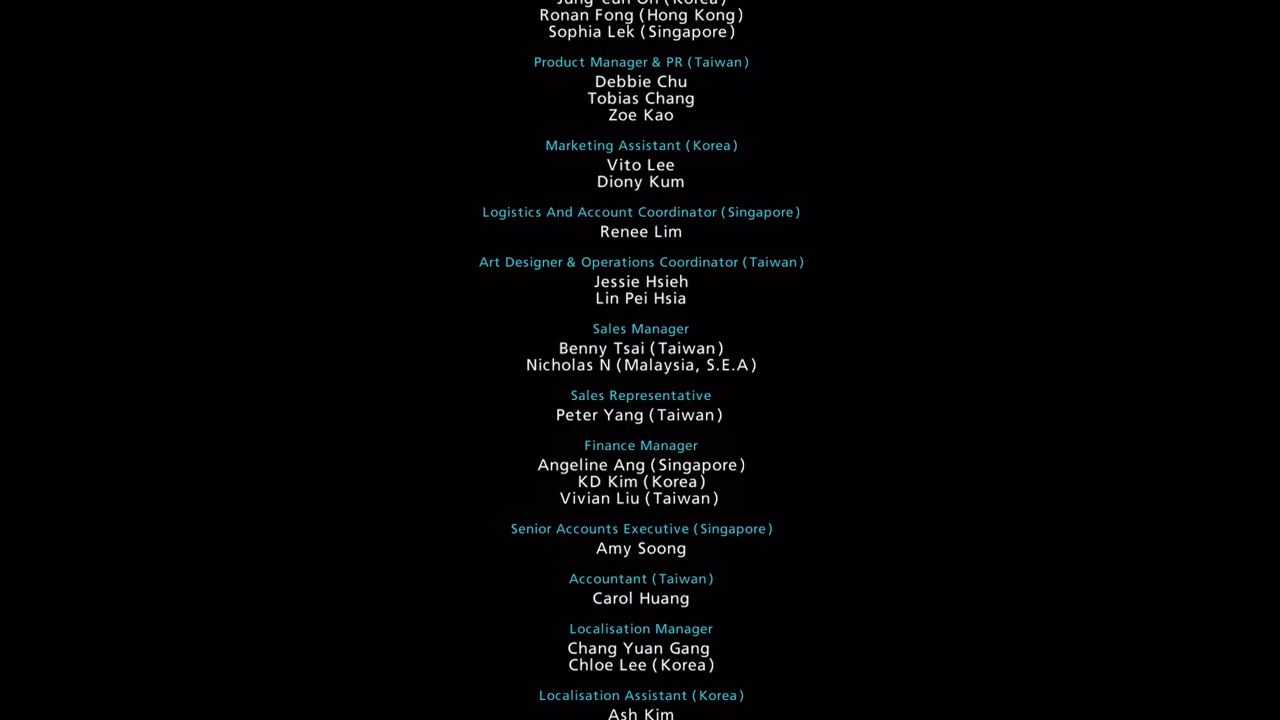 Ronan Fong (Hong Kong)
Sophia Lek (Singapore)
Product Manager & PR (Taiwan)
Debbie Chu
Tobias Chang
Zoe Kao
Marketing Assistant (Korea)
Vito Lee
Diony Kum
Logistics And Account Coordinator (Singapore)
Renee Lim
Art Designer & Operations Coordinator (Taiwan)
Jessie Hsieh
Lin Pei Hsia
Sales Manager
Benny Tsai (Taiwan)
Nicholas N (Malaysia, S.E.A)
Sales Representative
Peter Yang (Taiwan)
Finance Manager
Angeline Ang (Singapore)
KD Kim (Korea)
Vivian Liu (Taiwan)
Senior Accounts Executive (Singapore)
Amy Soong
Accountant (Taiwan)
Carol Huang
Localisation Manager
Chang Yuan Gang
Chloe Lee (Korea)
Localisation Assistant (Korea)
Ash Kim